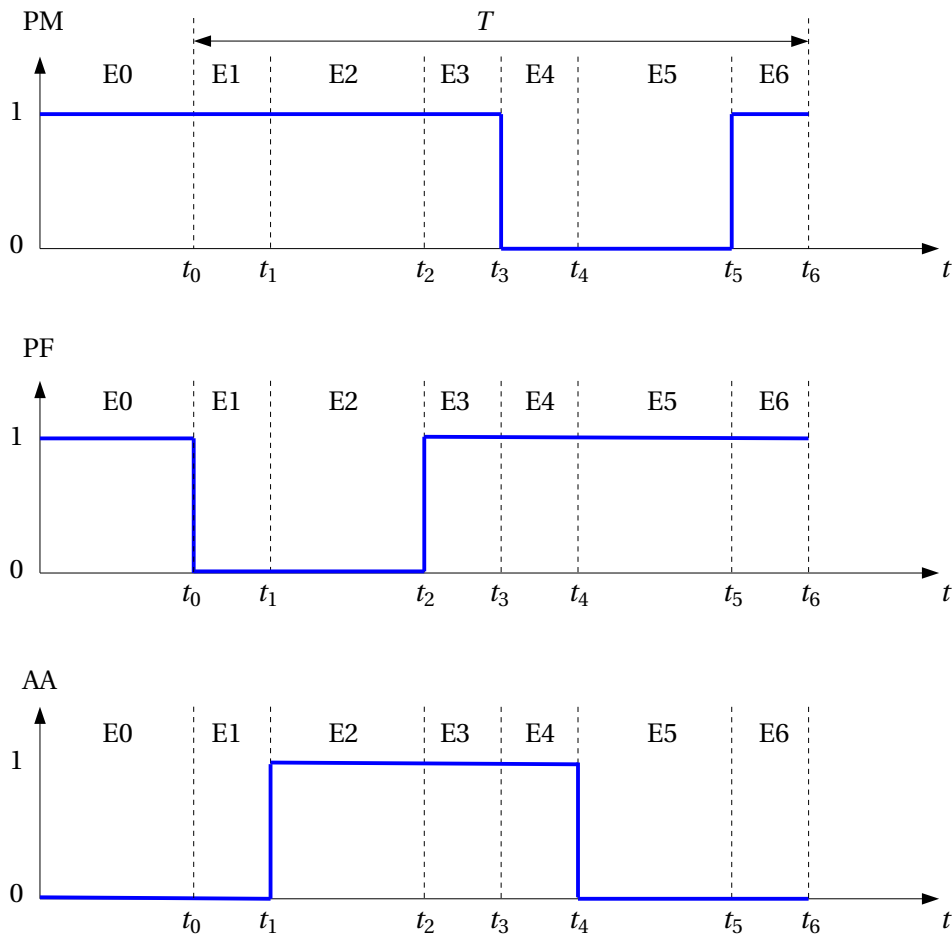 PM
T
E0 E1 E2 E3 E4 E5 E6
1
0
t₀ t₁ t₂ t₃ t₄ t₅ t₆ t
PF
E0 E1 E2 E3 E4 E5 E6
1
0
t₀ t₁ t₂ t₃ t₄ t₅ t₆ t
AA
E0 E1 E2 E3 E4 E5 E6
1
0
t₀ t₁ t₂ t₃ t₄ t₅ t₆ t